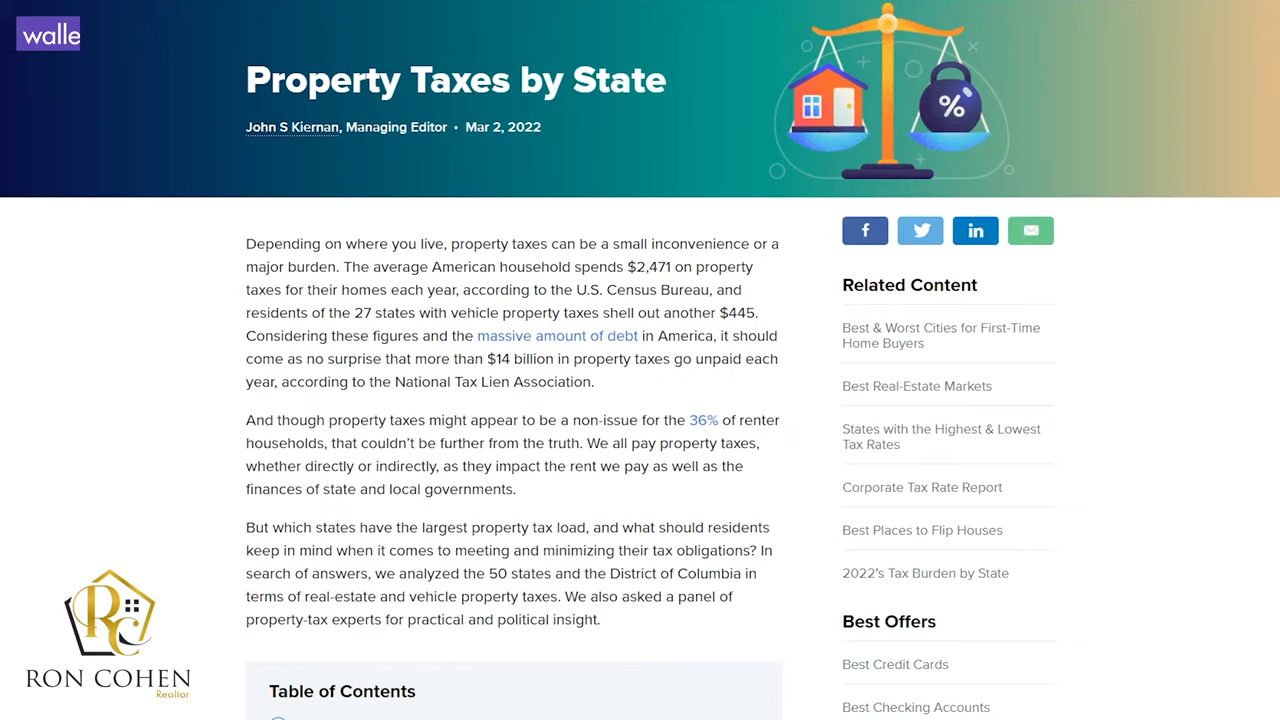 walle
Property Taxes by State
John S Kiernan, Managing Editor • Mar 2, 2022
%
Depending on where you live, property taxes can be a small inconvenience or a
major burden. The average American household spends $2,471 on property
taxes for their homes each year, according to the U.S. Census Bureau, and
residents of the 27 states with vehicle property taxes shell out another $445.
Considering these figures and the massive amount of debt in America, it should
come as no surprise that more than $14 billion in property taxes go unpaid each
year, according to the National Tax Lien Association.
And though property taxes might appear to be a non-issue for the 36% of renter
households, that couldn't be further from the truth. We all pay property taxes,
whether directly or indirectly, as they impact the rent we pay as well as the
finances of state and local governments.
But which states have the largest property tax load, and what should residents
keep in mind when it comes to meeting and minimizing their tax obligations? In
search of answers, we analyzed the 50 states and the District of Columbia in
terms of real-estate and vehicle property taxes. We also asked a panel of
property-tax experts for practical and political insight.
Table of Contents
f
in
Related Content
Best & Worst Cities for First-Time
Home Buyers
Best Real-Estate Markets
States with the Highest & Lowest
Tax Rates
Corporate Tax Rate Report
Best Places to Flip Houses
2022's Tax Burden by State
Best Offers
Best Credit Cards
Best Checking Accounts
RC
RON COHEN
Realtor